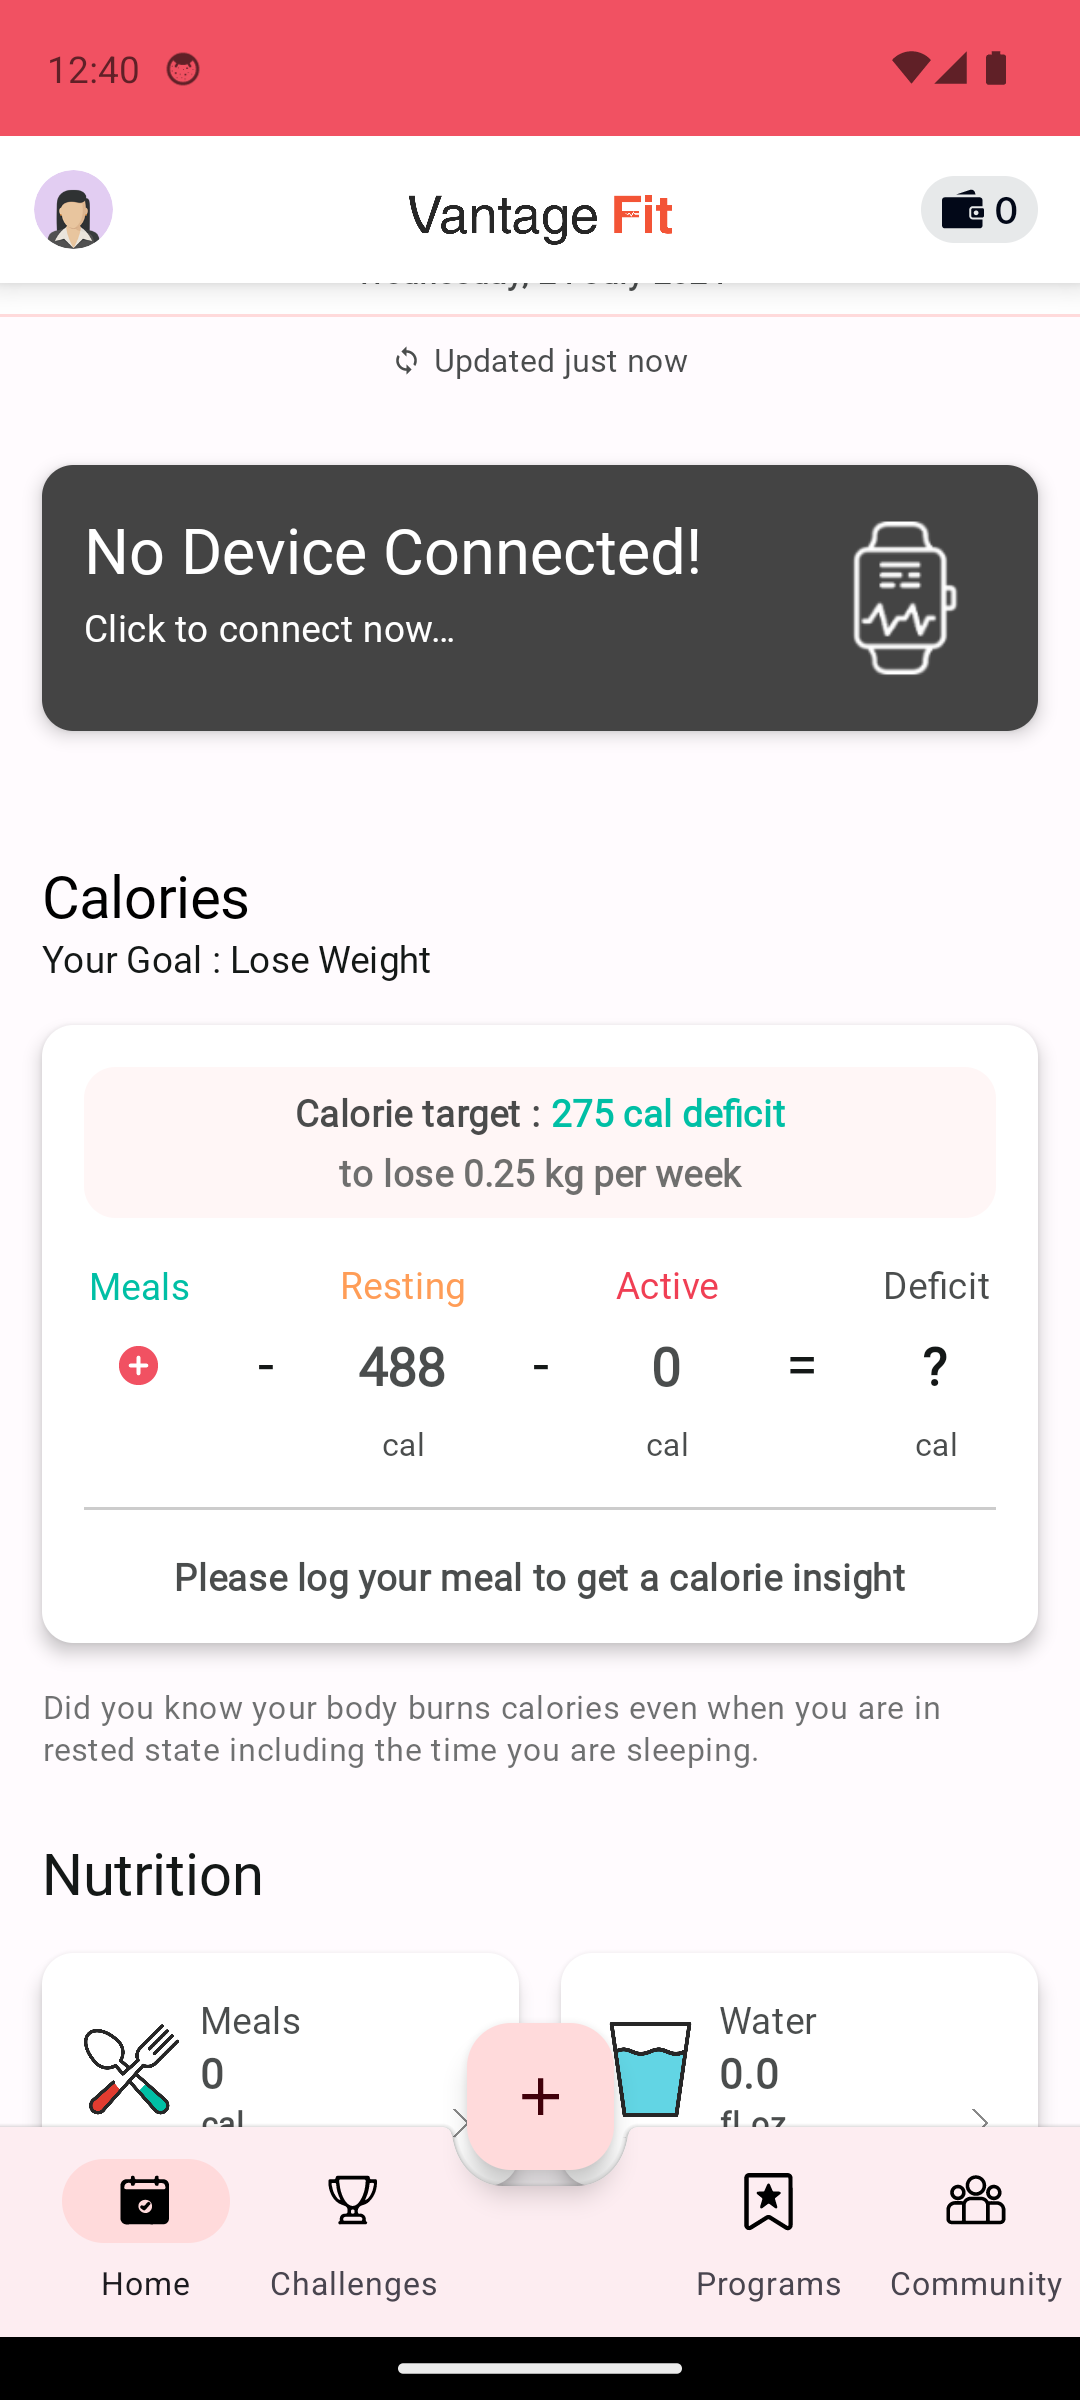 12:40
Vantage Fit
0
Updated just now
No Device Connected!
Click to connect now...
Calories
Your Goal : Lose Weight
Calorie target : 275 cal deficit
to lose 0.25 kg per week
Meals Resting Active Deficit
- 488 - 0 = ?
cal cal cal
Please log your meal to get a calorie insight
Did you know your body burns calories even when you are in
rested state including the time you are sleeping.
Nutrition
Meals
0
cal
Water
0.0
fl oz
+
Home
Challenges
Programs
Community